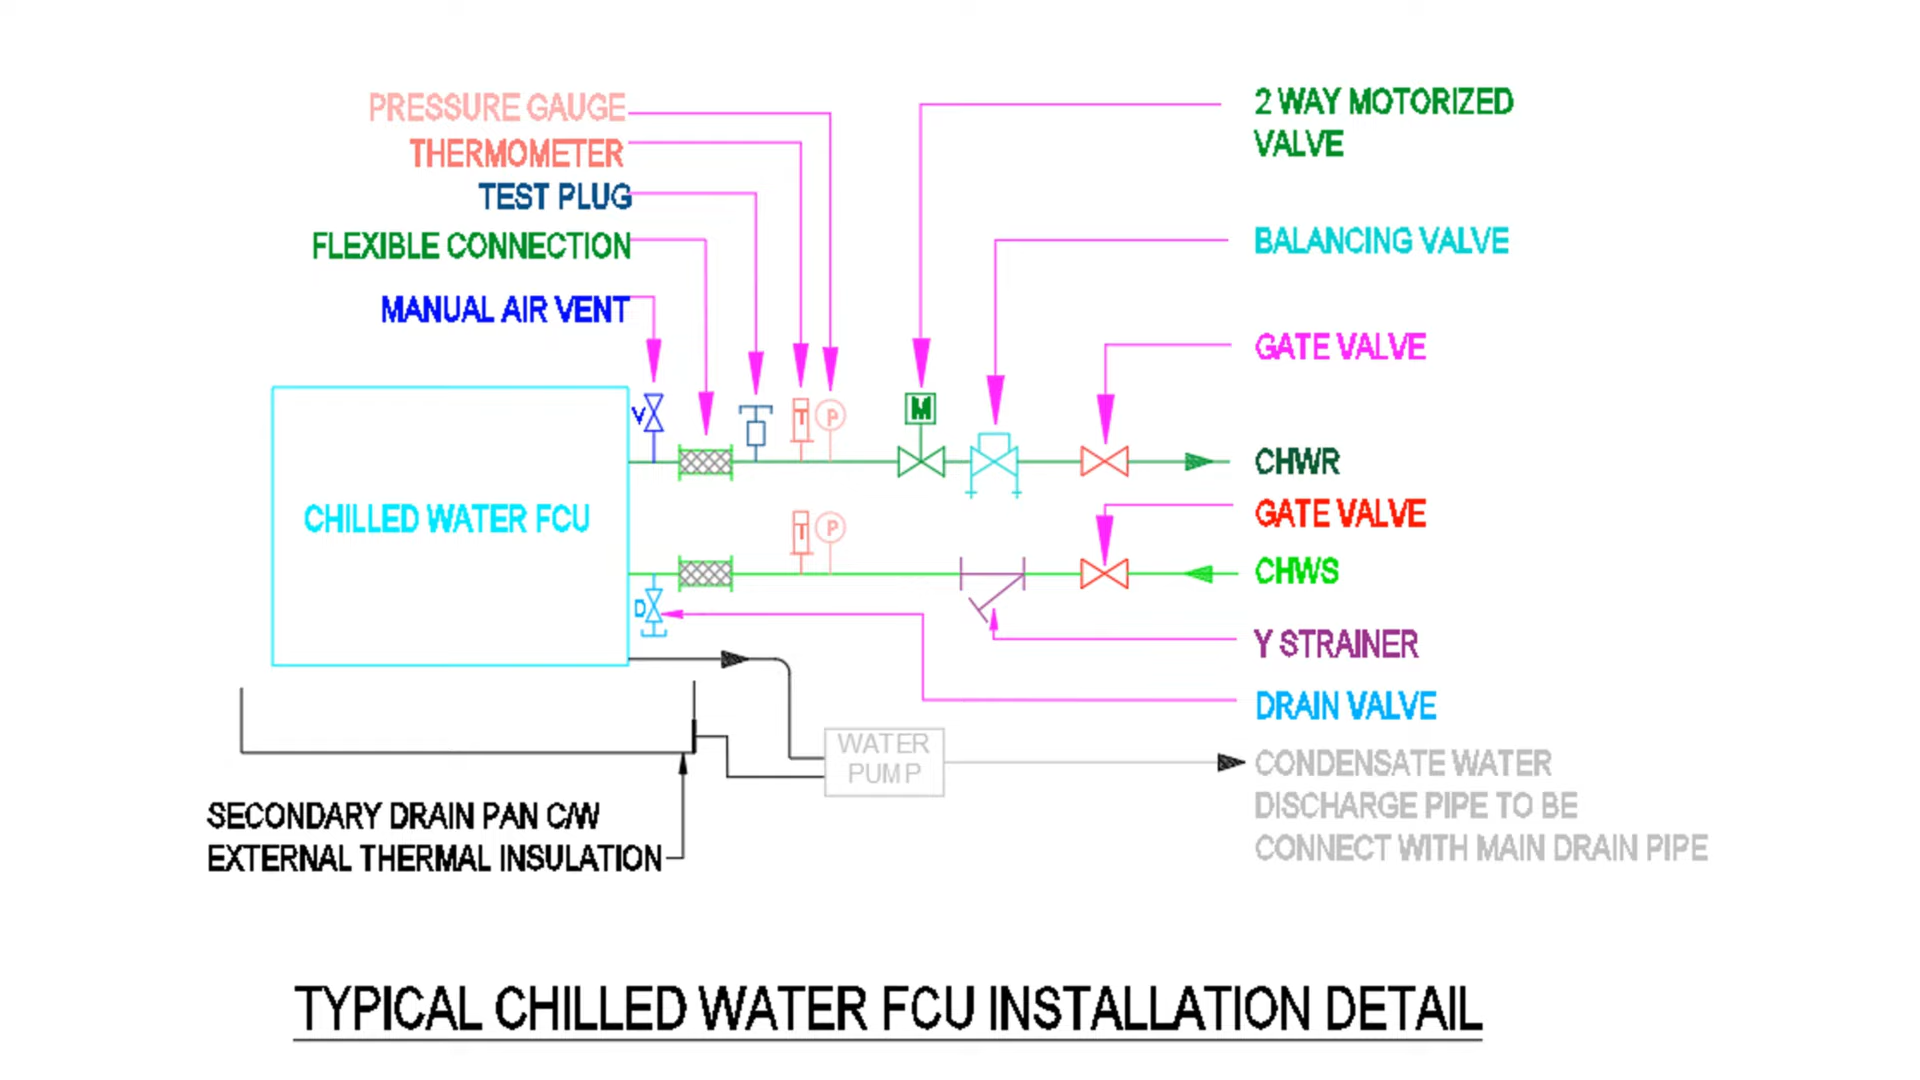 PRESSURE GAUGE
THERMOMETER
TEST PLUG
FLEXIBLE CONNECTION
MANUAL AIR VENT
2 WAY MOTORIZED
VALVE
BALANCING VALVE
GATE VALVE
V
T
P
M
CHWR
GATE VALVE
CHILLED WATER FCU
T
P
CHWS
D
Y STRAINER
DRAIN VALVE
WATER
PUMP
CONDENSATE WATER
DISCHARGE PIPE TO BE
CONNECT WITH MAIN DRAIN PIPE
SECONDARY DRAIN PAN C/W
EXTERNAL THERMAL INSULATION
TYPICAL CHILLED WATER FCU INSTALLATION DETAIL